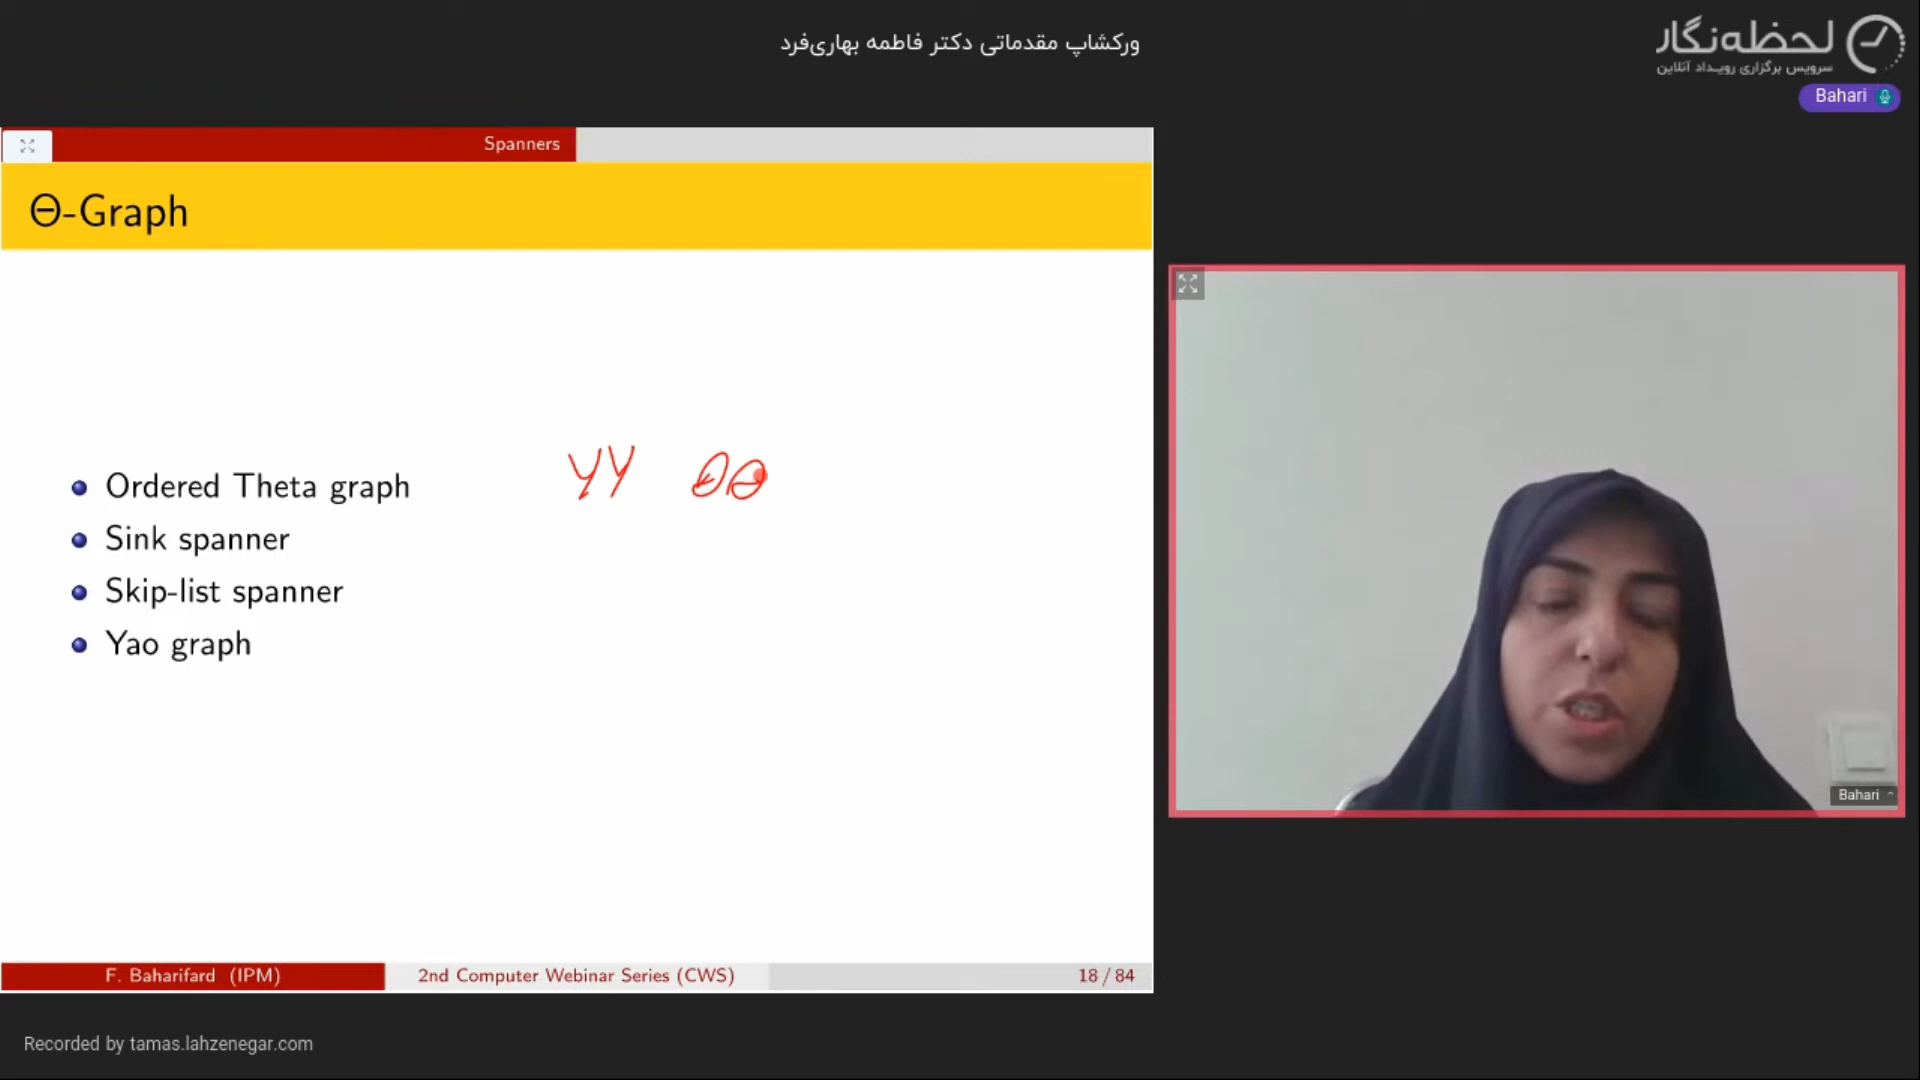 ورکشاپ مقدماتی دکتر فاطمه بهاری‌فرد
لحظه‌نگار
سرویس برگزاری رویداد آنلاین
Bahari
Spanners
Θ-Graph
Ordered Theta graph
YY ΘΘ
Sink spanner
Skip-list spanner
Yao graph
Bahari
F. Baharifard (IPM)
2nd Computer Webinar Series (CWS)
18 / 84
Recorded by tamas.lahzenegar.com